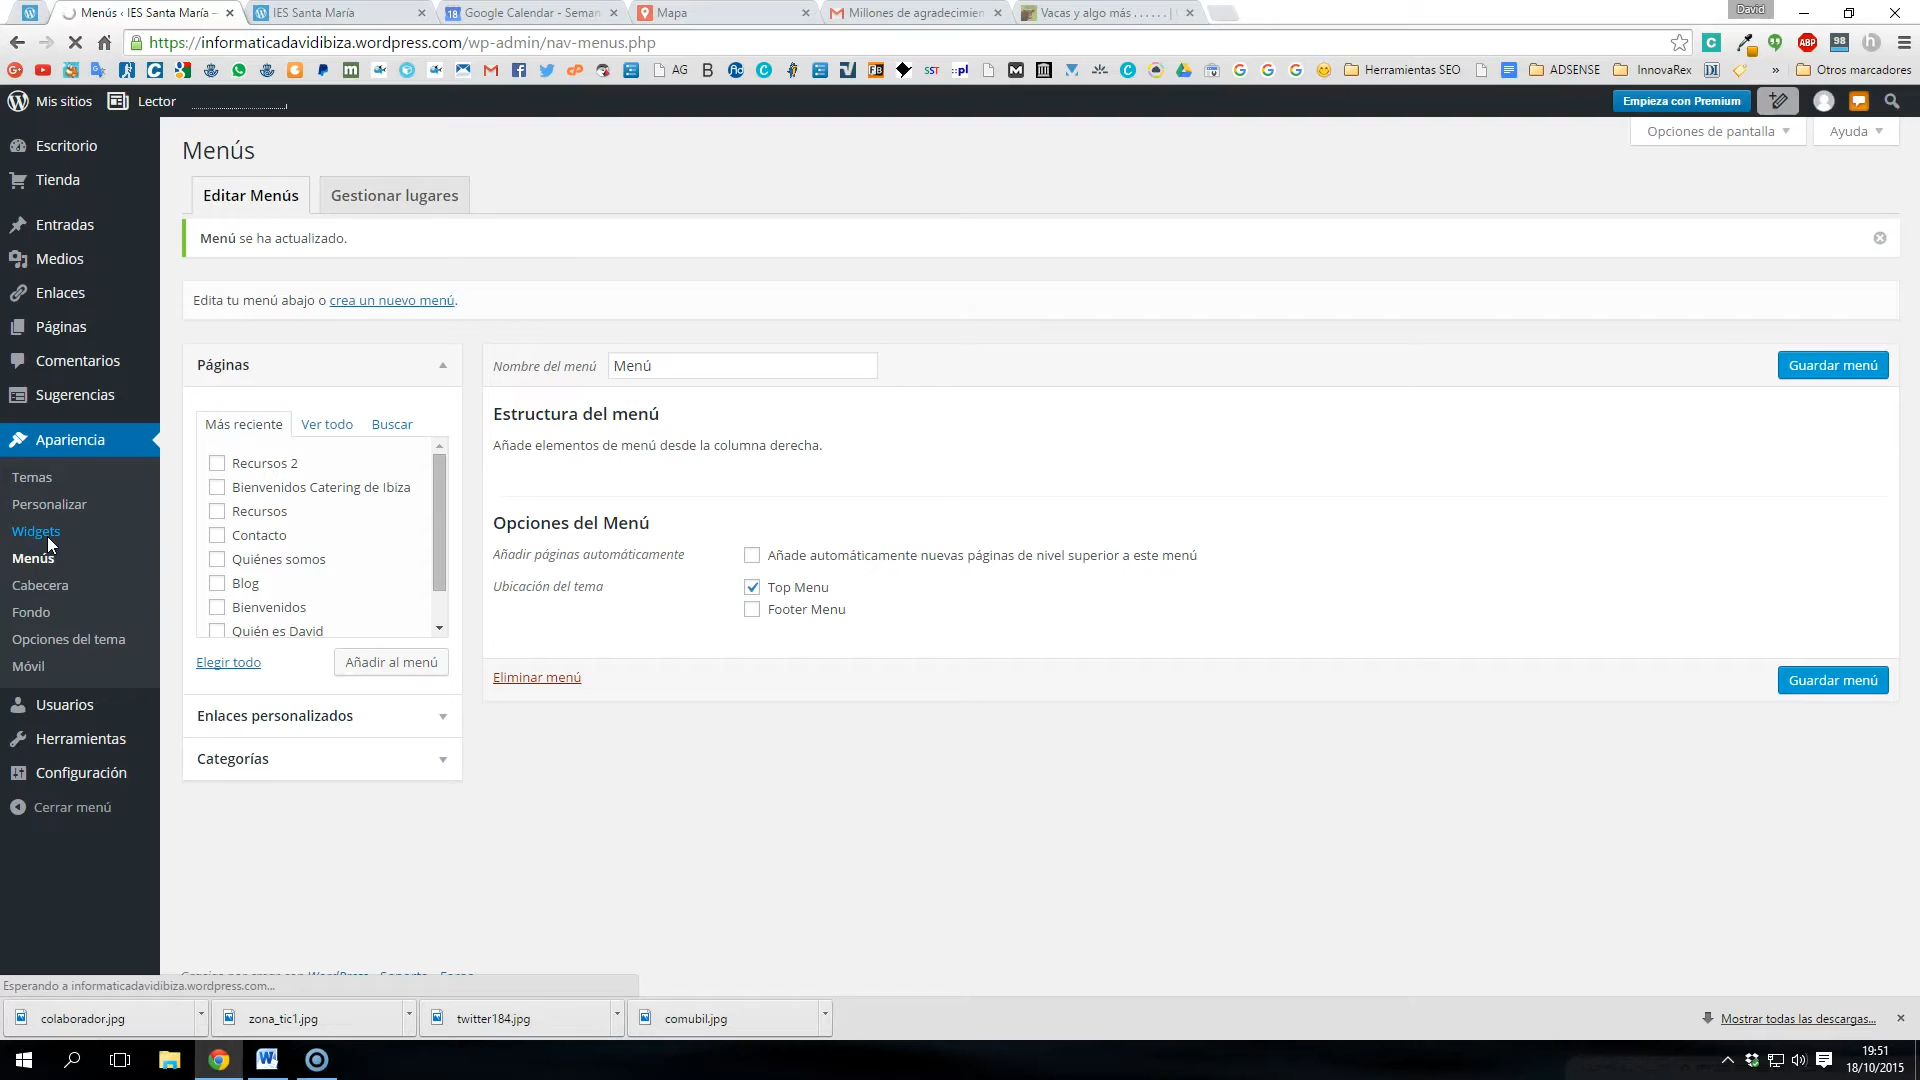 Menús ‹ IES Santa María –
IES Santa María
Google Calendar - Seman
Mapa
Millones de agradecimien
Vacas y algo más . . . . . . |
David
https://informaticadavidibiza.wordpress.com/wp-admin/nav-menus.php
AG
Herramientas SEO
ADSENSE
InnovaRex
Otros marcadores
Mis sitios
Lector
Empieza con Premium
Opciones de pantalla
Ayuda
Escritorio
Tienda
Entradas
Medios
Enlaces
Páginas
Comentarios
Sugerencias
Apariencia
Temas
Personalizar
Widgets
Menús
Cabecera
Fondo
Opciones del tema
Móvil
Usuarios
Herramientas
Configuración
Cerrar menú
Menús
Editar Menús
Gestionar lugares
Menú se ha actualizado.
Edita tu menú abajo o crea un nuevo menú.
Páginas
Más reciente
Ver todo
Buscar
Recursos 2
Bienvenidos Catering de Ibiza
Recursos
Contacto
Quiénes somos
Blog
Bienvenidos
Quién es David
Elegir todo
Añadir al menú
Enlaces personalizados
Categorías
Nombre del menú
Menú
Guardar menú
Estructura del menú
Añade elementos de menú desde la columna derecha.
Opciones del Menú
Añadir páginas automáticamente
Añade automáticamente nuevas páginas de nivel superior a este menú
Ubicación del tema
Top Menu
Footer Menu
Eliminar menú
Guardar menú
Esperando a informaticadavidibiza.wordpress.com...
colaborador.jpg
zona_tic1.jpg
twitter184.jpg
comubil.jpg
Mostrar todas las descargas...
19:51
18/10/2015